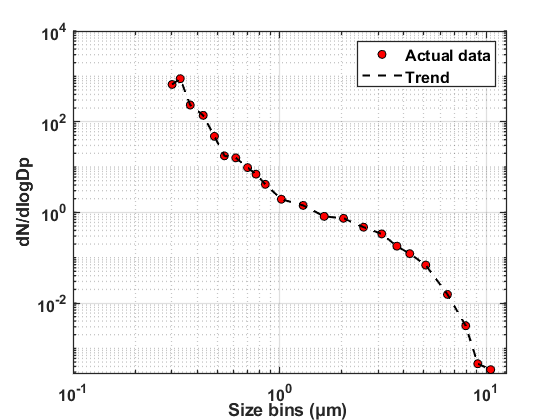 10^4
10^2
10^0
10^-2
dN/dlogDp
Actual data
Trend
10^-1
10^0
10^1
Size bins (μm)